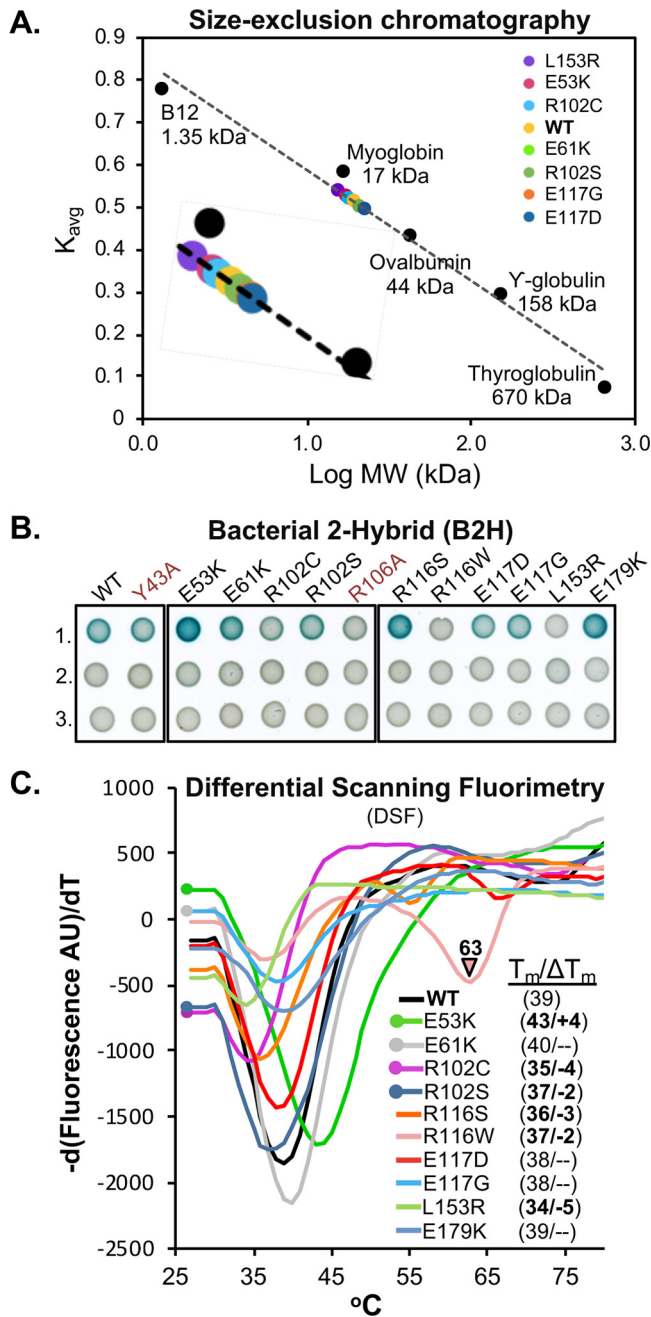 A.
Size-exclusion chromatography
0.9
0.8
0.7
0.6
0.5
0.4
0.3
0.2
0.1
0
K_avg
B12
1.35 kDa
Myoglobin
17 kDa
Ovalbumin
44 kDa
Ƴ-globulin
158 kDa
Thyroglobulin
670 kDa
L153R
E53K
R102C
WT
E61K
R102S
E117G
E117D
0.0 1.0 2.0 3.0
Log MW (kDa)
B.
Bacterial 2-Hybrid (B2H)
WT Y43A E53K E61K R102C R102S R106A R116S R116W E117D E117G L153R E179K
1.
2.
3.
C.
Differential Scanning Fluorimetry
(DSF)
1000
500
0
-500
-1000
-1500
-2000
-2500
-d(Fluorescence AU)/dT
63
T_m/ΔT_m
WT (39)
E53K (43/+4)
E61K (40/--)
R102C (35/-4)
R102S (37/-2)
R116S (36/-3)
R116W (37/-2)
E117D (38/--)
E117G (38/--)
L153R (34/-5)
E179K (39/--)
25 35 45 55 65 75
ºC